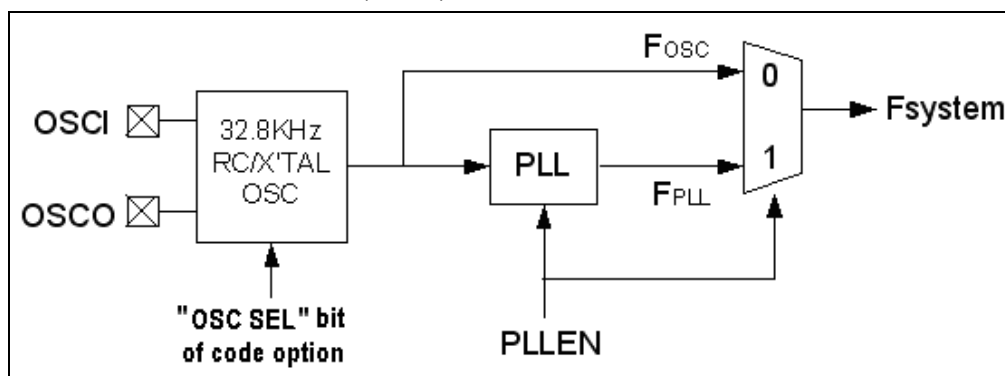 OSCI
OSCO
32.8KHz
RC/X'TAL
OSC
"OSC SEL" bit
of code option
PLL
PLLEN
FOSC
FPLL
0
1
Fsystem